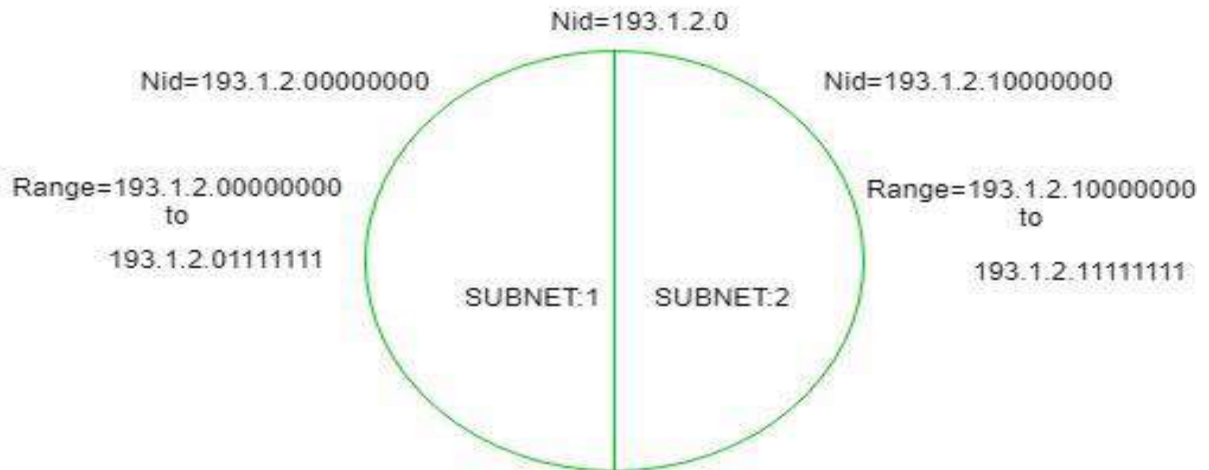 Nid=193.1.2.0
Nid=193.1.2.00000000
Nid=193.1.2.10000000
Range=193.1.2.00000000
to
193.1.2.01111111
Range=193.1.2.10000000
to
193.1.2.11111111
SUBNET:1
SUBNET:2